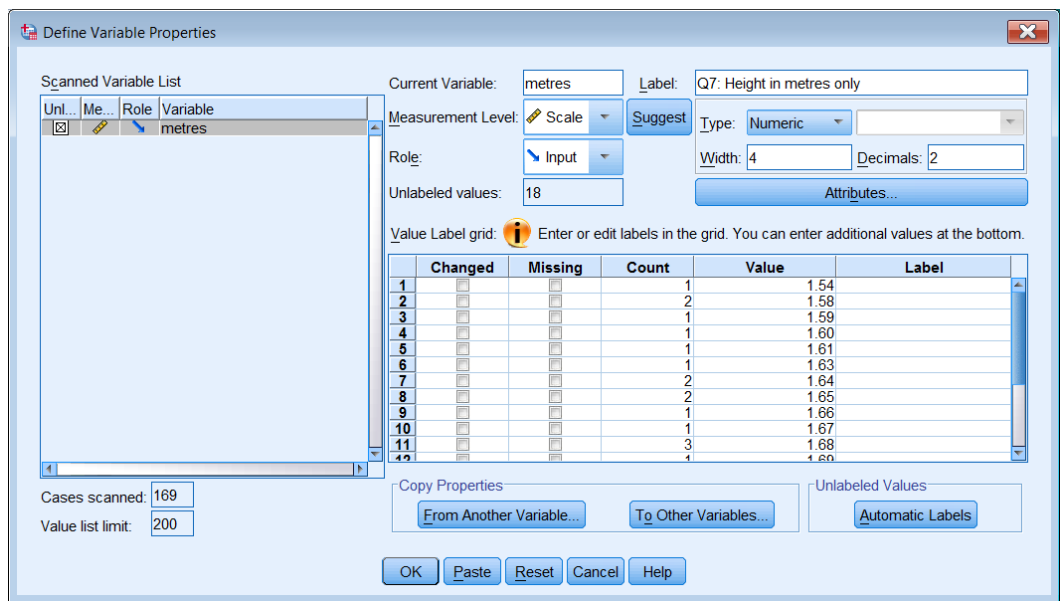 Define Variable Properties
Scanned Variable List
Unl... Me... Role Variable
metres
Cases scanned: 169
Value list limit: 200
Current Variable: metres Label: Q7: Height in metres only
Measurement Level: Scale Suggest Type: Numeric
Role: Input Width: 4 Decimals: 2
Unlabeled values: 18 Attributes...
Value Label grid: i Enter or edit labels in the grid. You can enter additional values at the bottom.
Changed Missing Count Value Label
1 1 1.54
2 2 1.58
3 1 1.59
4 1 1.60
5 1 1.61
6 1 1.63
7 2 1.64
8 2 1.65
9 1 1.66
10 1 1.67
11 3 1.68
12 1 1.69
Copy Properties Unlabeled Values
From Another Variable... To Other Variables... Automatic Labels
OK Paste Reset Cancel Help